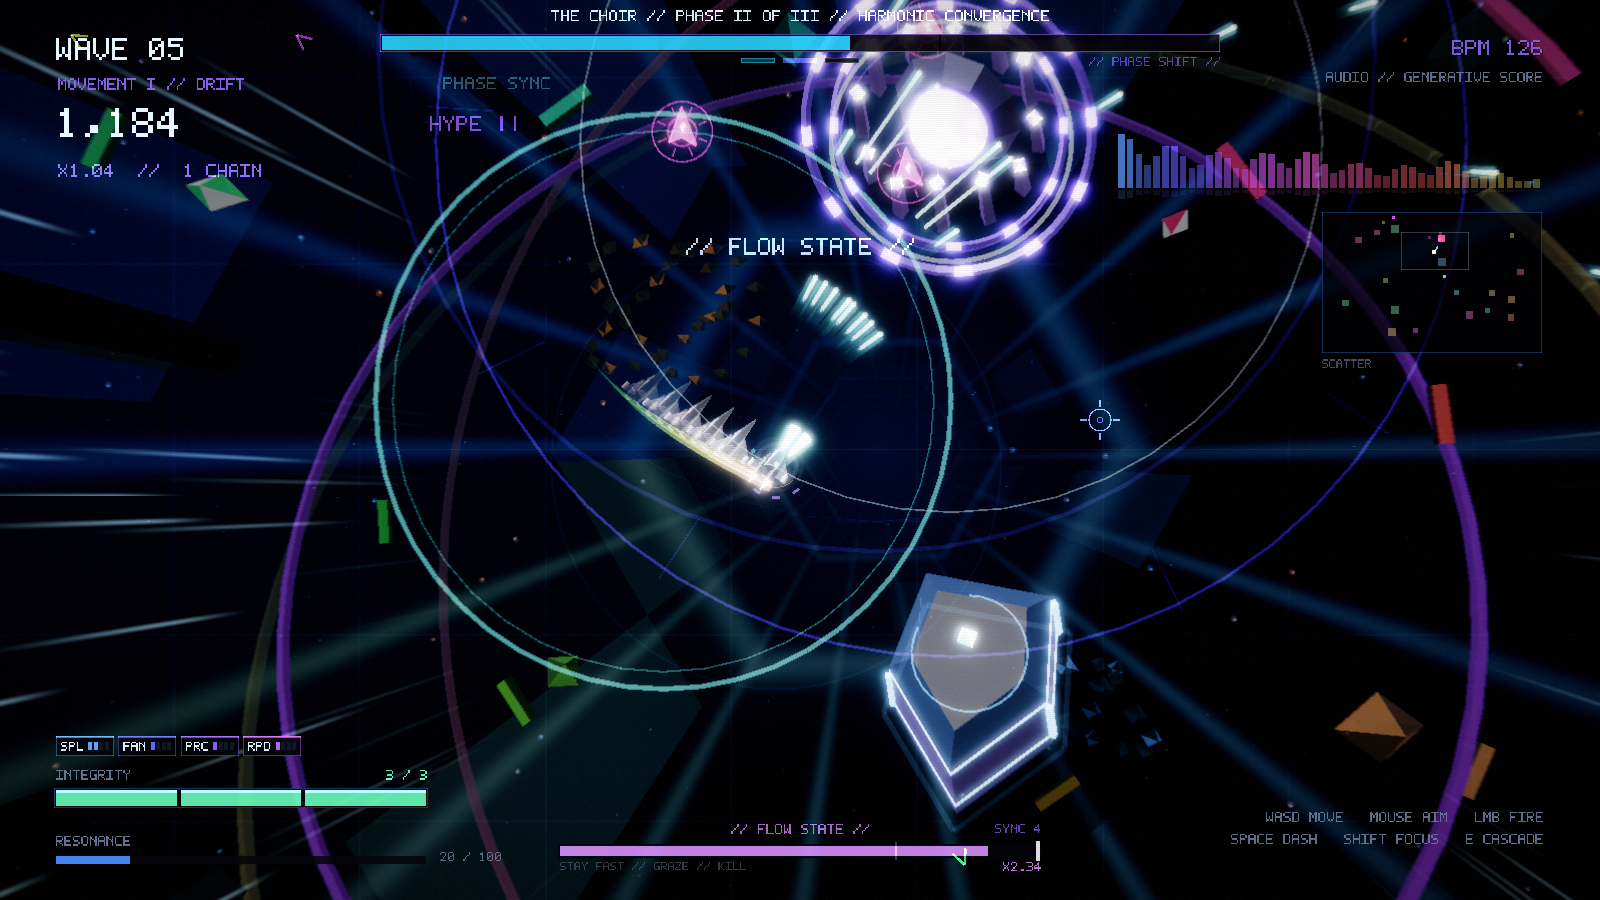 THE CHOIR // PHASE II OF III // HARMONIC CONVERGENCE
WAVE 05
MOVEMENT I // DRIFT
1.184
X1.04 // 1 CHAIN
PHASE SYNC
HYPE II
// PHASE SHIFT //
BPM 126
AUDIO // GENERATIVE SCORE
// FLOW STATE //
SCATTER
SPL FAN PRC RPD
INTEGRITY 3 / 3
RESONANCE 20 / 100
// FLOW STATE // SYNC 4
STAY FAST // GRAZE // KILL X2.34
WASD MOVE MOUSE AIM LMB FIRE
SPACE DASH SHIFT FOCUS E CASCADE